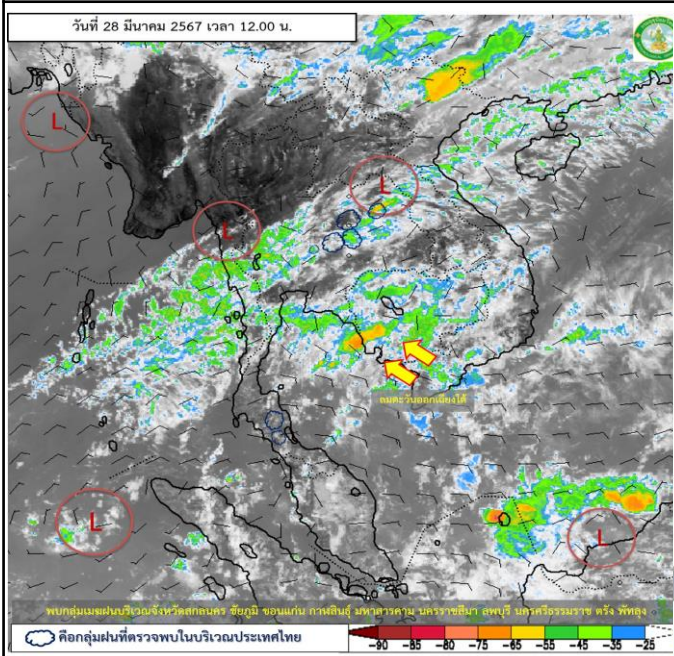 วันที่ 28 มีนาคม 2567 เวลา 12.00 น.
L
L
L
ลมตะวันออกเฉียงใต้
L
L
พบกลุ่มเมฆฝนบริเวณจังหวัดสกลนคร ชัยภูมิ ขอนแก่น กาฬสินธุ์ มหาสารคาม นครราชสีมา ลพบุรี นครศรีธรรมราช ตรัง พัทลุง
คือกลุ่มฝนที่ตรวจพบในบริเวณประเทศไทย
-90 -85 -80 -75 -65 -55 -45 -35 -25